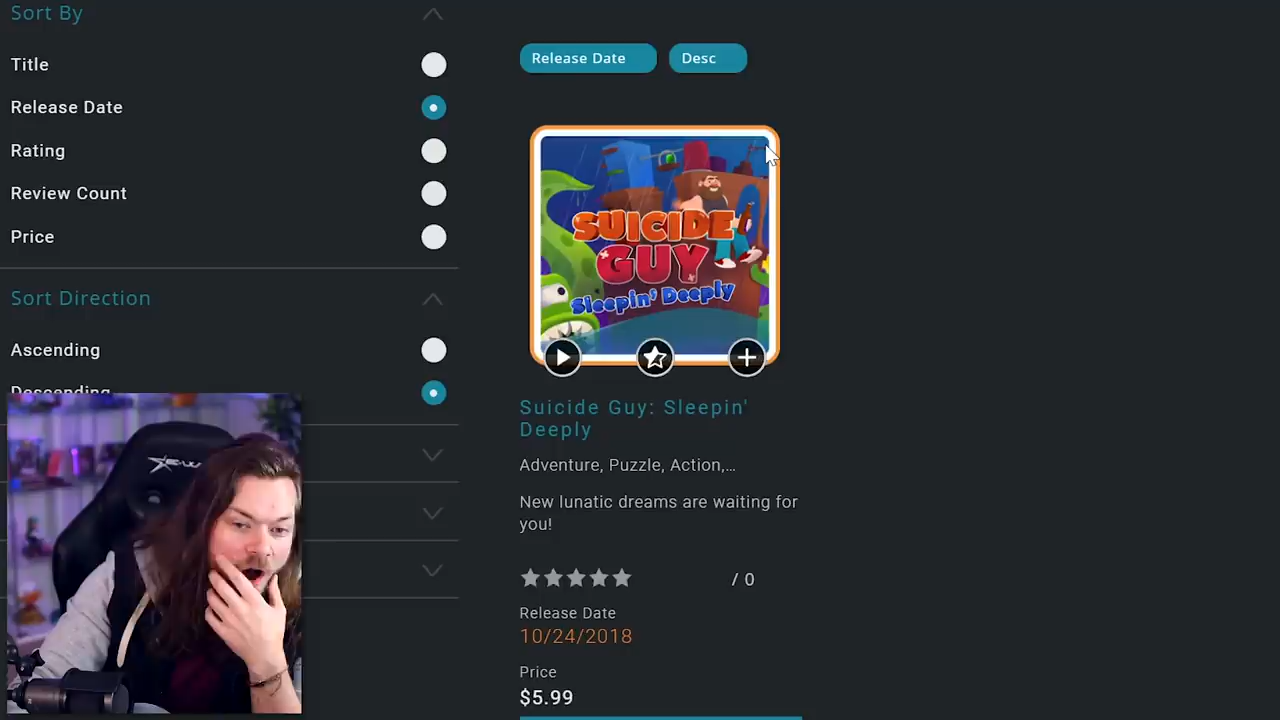 Sort By
Title
Release Date
Rating
Review Count
Price
Sort Direction
Ascending
Descending
Release Date
Desc
SUICIDE
GUY
Sleepin' Deeply
Suicide Guy: Sleepin'
Deeply
Adventure, Puzzle, Action,...
New lunatic dreams are waiting for
you!
/ 0
Release Date
10/24/2018
Price
$5.99